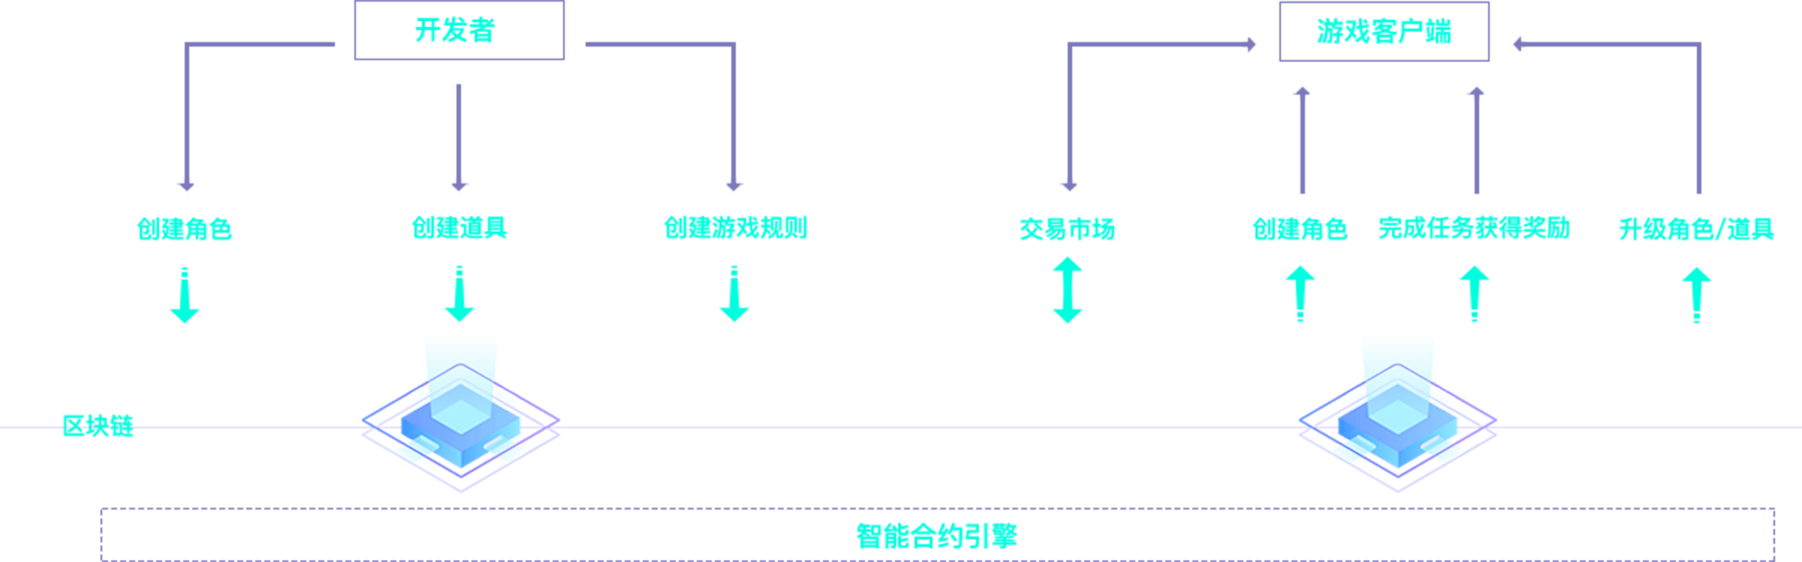 开发者
游戏客户端
创建角色
创建道具
创建游戏规则
交易市场
创建角色
完成任务获得奖励
升级角色/道具
区块链
智能合约引擎